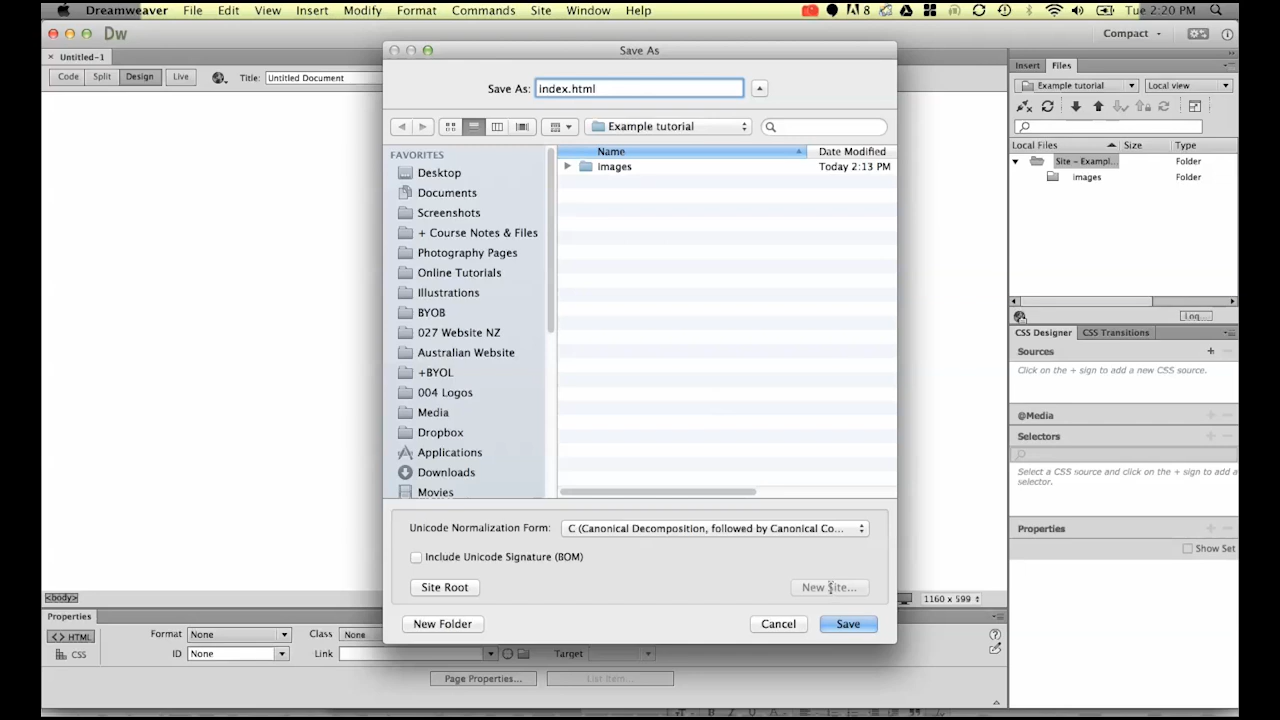 Dreamweaver File Edit View Insert Modify Format Commands Site Window Help 8 Tue 2:20 PM
Dw Compact
Untitled-1
Code Split Design Live Title: Untitled Document
Save As
Save As: index.html
Example tutorial
FAVORITES
Desktop
Documents
Screenshots
+ Course Notes & Files
Photography Pages
Online Tutorials
Illustrations
BYOB
027 Website NZ
Australian Website
+BYOL
004 Logos
Media
Dropbox
Applications
Downloads
Movies
Name Date Modified
images Today 2:13 PM
Unicode Normalization Form: C (Canonical Decomposition, followed by Canonical Co...
Include Unicode Signature (BOM)
Site Root New Site...
New Folder Cancel Save
Insert Files
Example tutorial Local view
Local Files Size Type
Site - Exampl... Folder
images Folder
Log...
CSS Designer CSS Transitions
Sources
Click on the + sign to add a new CSS source.
@Media
Selectors
Select a CSS source and click on the + sign to add a
selector.
Properties
Show Set
<body> 1160 x 599
Properties
<> HTML Format None Class None
CSS ID None Link Target
Page Properties... List Item...